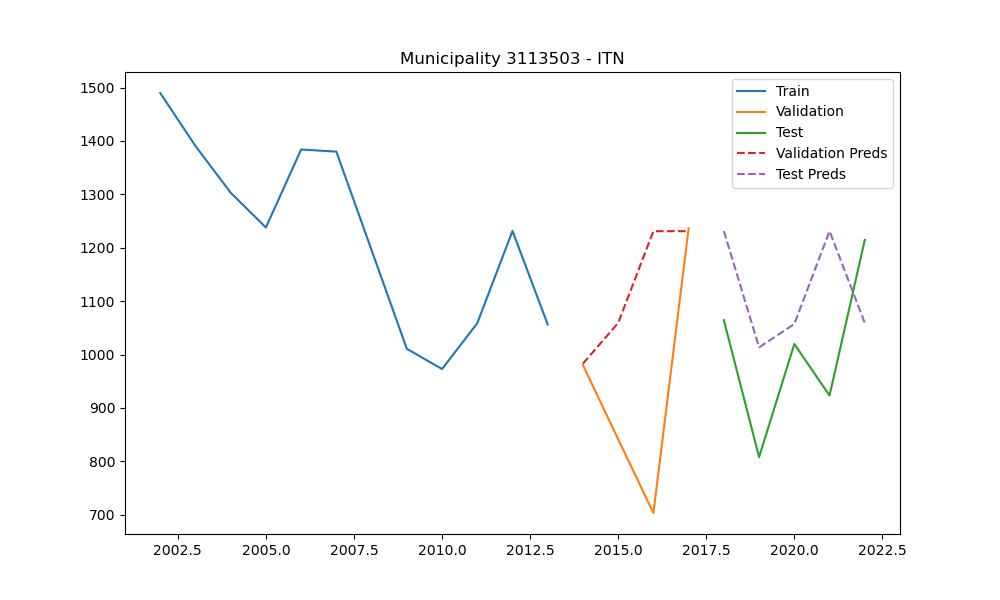 Municipality 3113503 - ITN
1500
1400
1300
1200
1100
1000
900
800
700
Train
Validation
Test
Validation Preds
Test Preds
2002.5 2005.0 2007.5 2010.0 2012.5 2015.0 2017.5 2020.0 2022.5